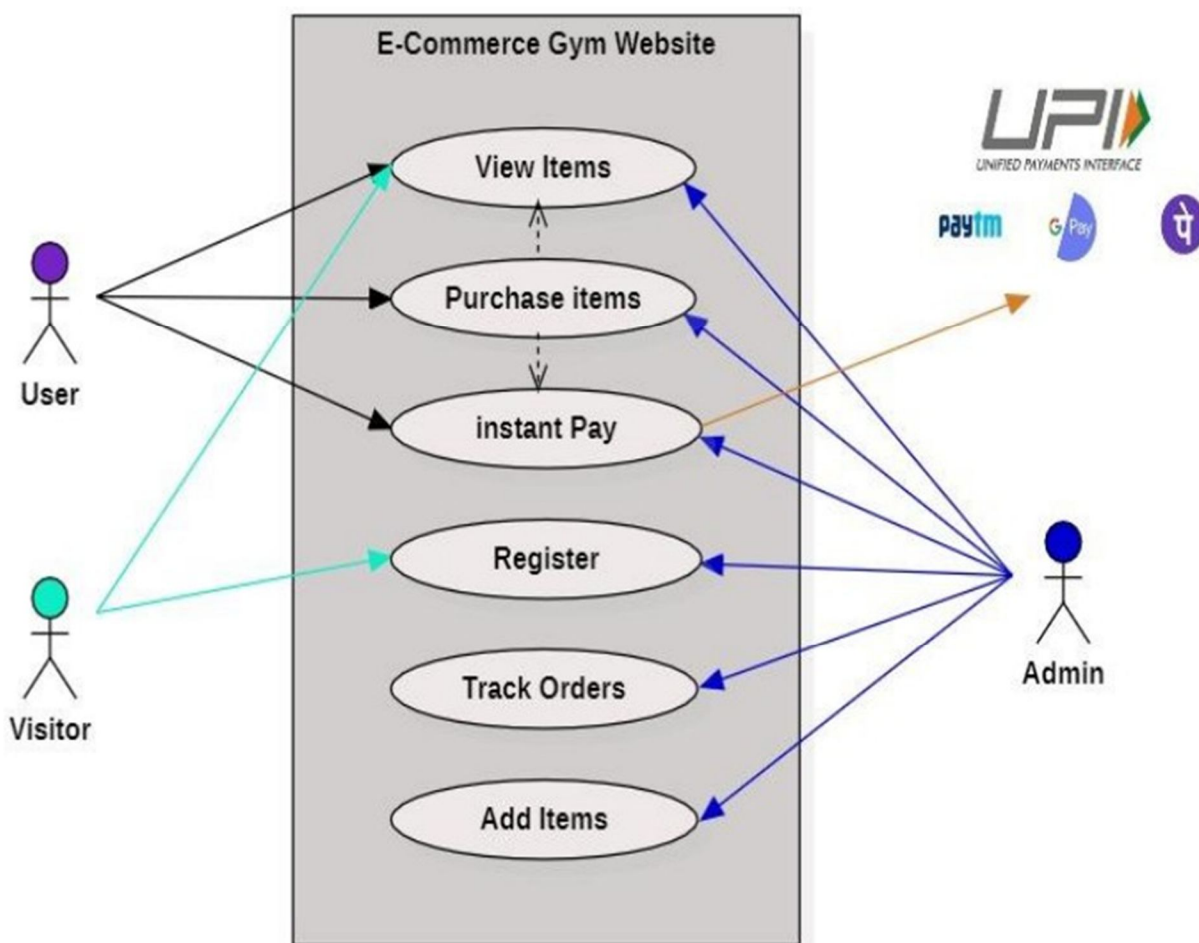 E-Commerce Gym Website
View Items
UPI
UNIFIED PAYMENTS INTERFACE
paytm
G Pay
पे
Purchase items
User
instant Pay
Register
Admin
Track Orders
Visitor
Add Items